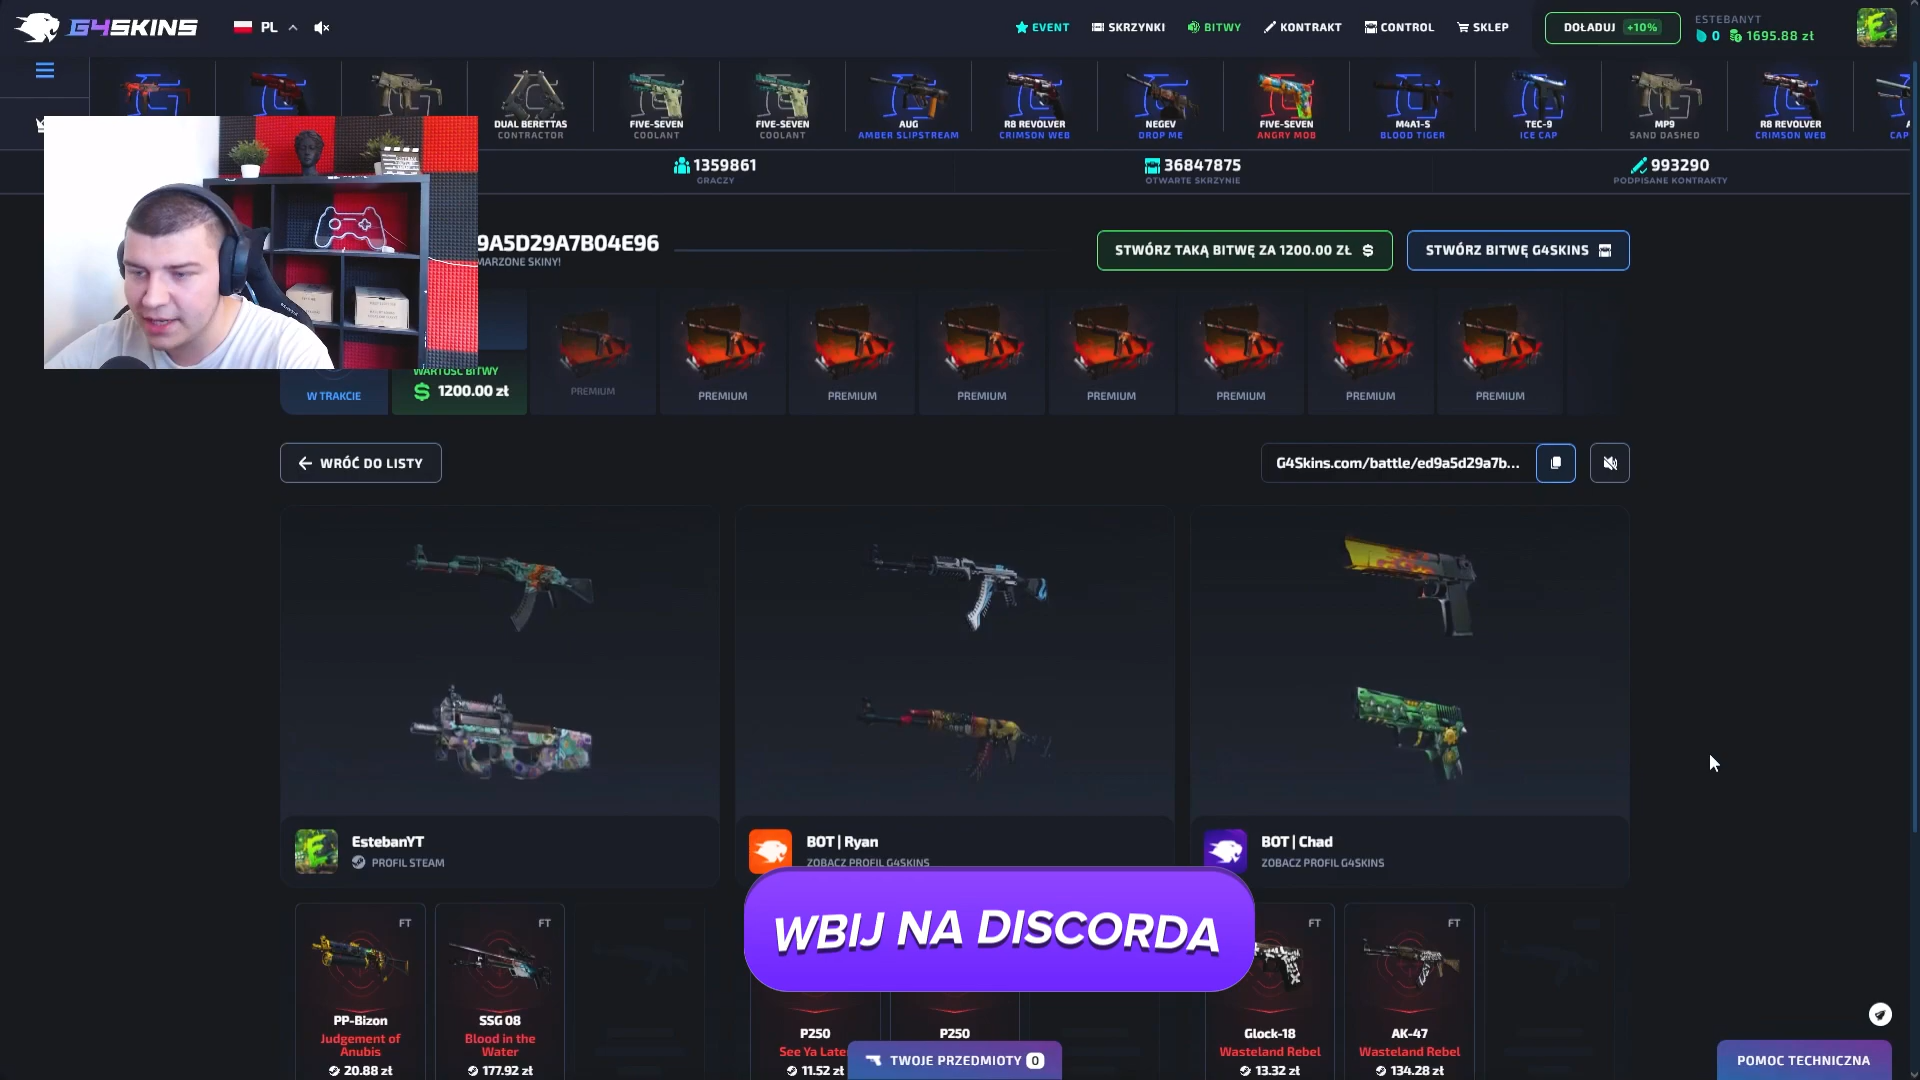 G4SKINS
PL
EVENT
SKRZYNKI
BITWY
KONTRAKT
CONTROL
SKLEP
DOŁADUJ +10%
ESTEBANYT
0 1695.88 zł
DUAL BERETTAS
CONTRACTOR
FIVE-SEVEN
COOLANT
FIVE-SEVEN
COOLANT
AUG
AMBER SLIPSTREAM
R8 REVOLVER
CRIMSON WEB
NEGEV
DROP ME
FIVE-SEVEN
ANGRY MOB
M4A1-S
BLOOD TIGER
TEC-9
ICE CAP
MP9
SAND DASHED
R8 REVOLVER
CRIMSON WEB
1359861
GRACZY
36847875
OTWARTE SKRZYNIE
993290
PODPISANE KONTRAKTY
9A5D29A7B04E96
MARZONE SKINY!
STWÓRZ TAKĄ BITWĘ ZA 1200.00 ZŁ
STWÓRZ BITWĘ G4SKINS
W TRAKCIE
WARTOŚĆ BITWY
1200.00 zł
PREMIUM
PREMIUM
PREMIUM
PREMIUM
PREMIUM
PREMIUM
PREMIUM
PREMIUM
WRÓĆ DO LISTY
G4Skins.com/battle/ed9a5d29a7b...
EstebanYT
PROFIL STEAM
BOT | Ryan
ZOBACZ PROFIL G4SKINS
BOT | Chad
ZOBACZ PROFIL G4SKINS
WBIJ NA DISCORDA
FT
PP-Bizon
Judgement of
Anubis
20.88 zł
FT
SSG 08
Blood in the
Water
177.92 zł
P250
See Ya Late
11.52 zł
P250
FT
Glock-18
Wasteland Rebel
13.32 zł
FT
AK-47
Wasteland Rebel
134.28 zł
TWOJE PRZEDMIOTY 0
POMOC TECHNICZNA